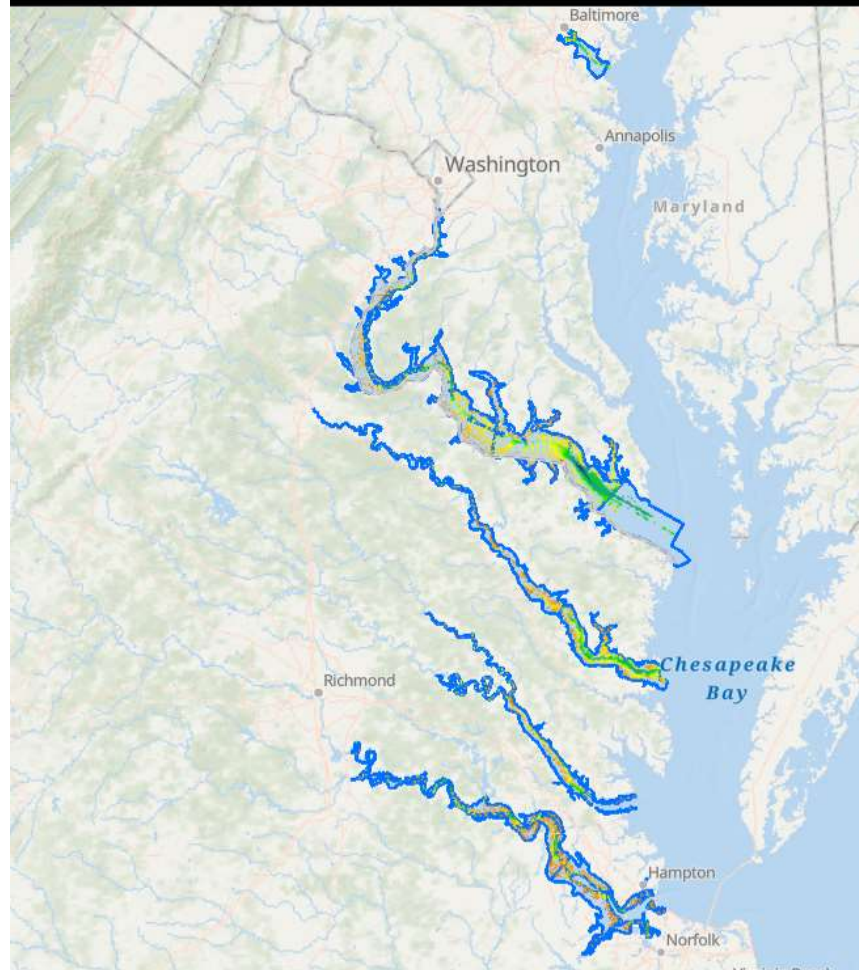 Baltimore
Annapolis
Washington
Maryland
Chesapeake
Bay
Richmond
Hampton
Norfolk